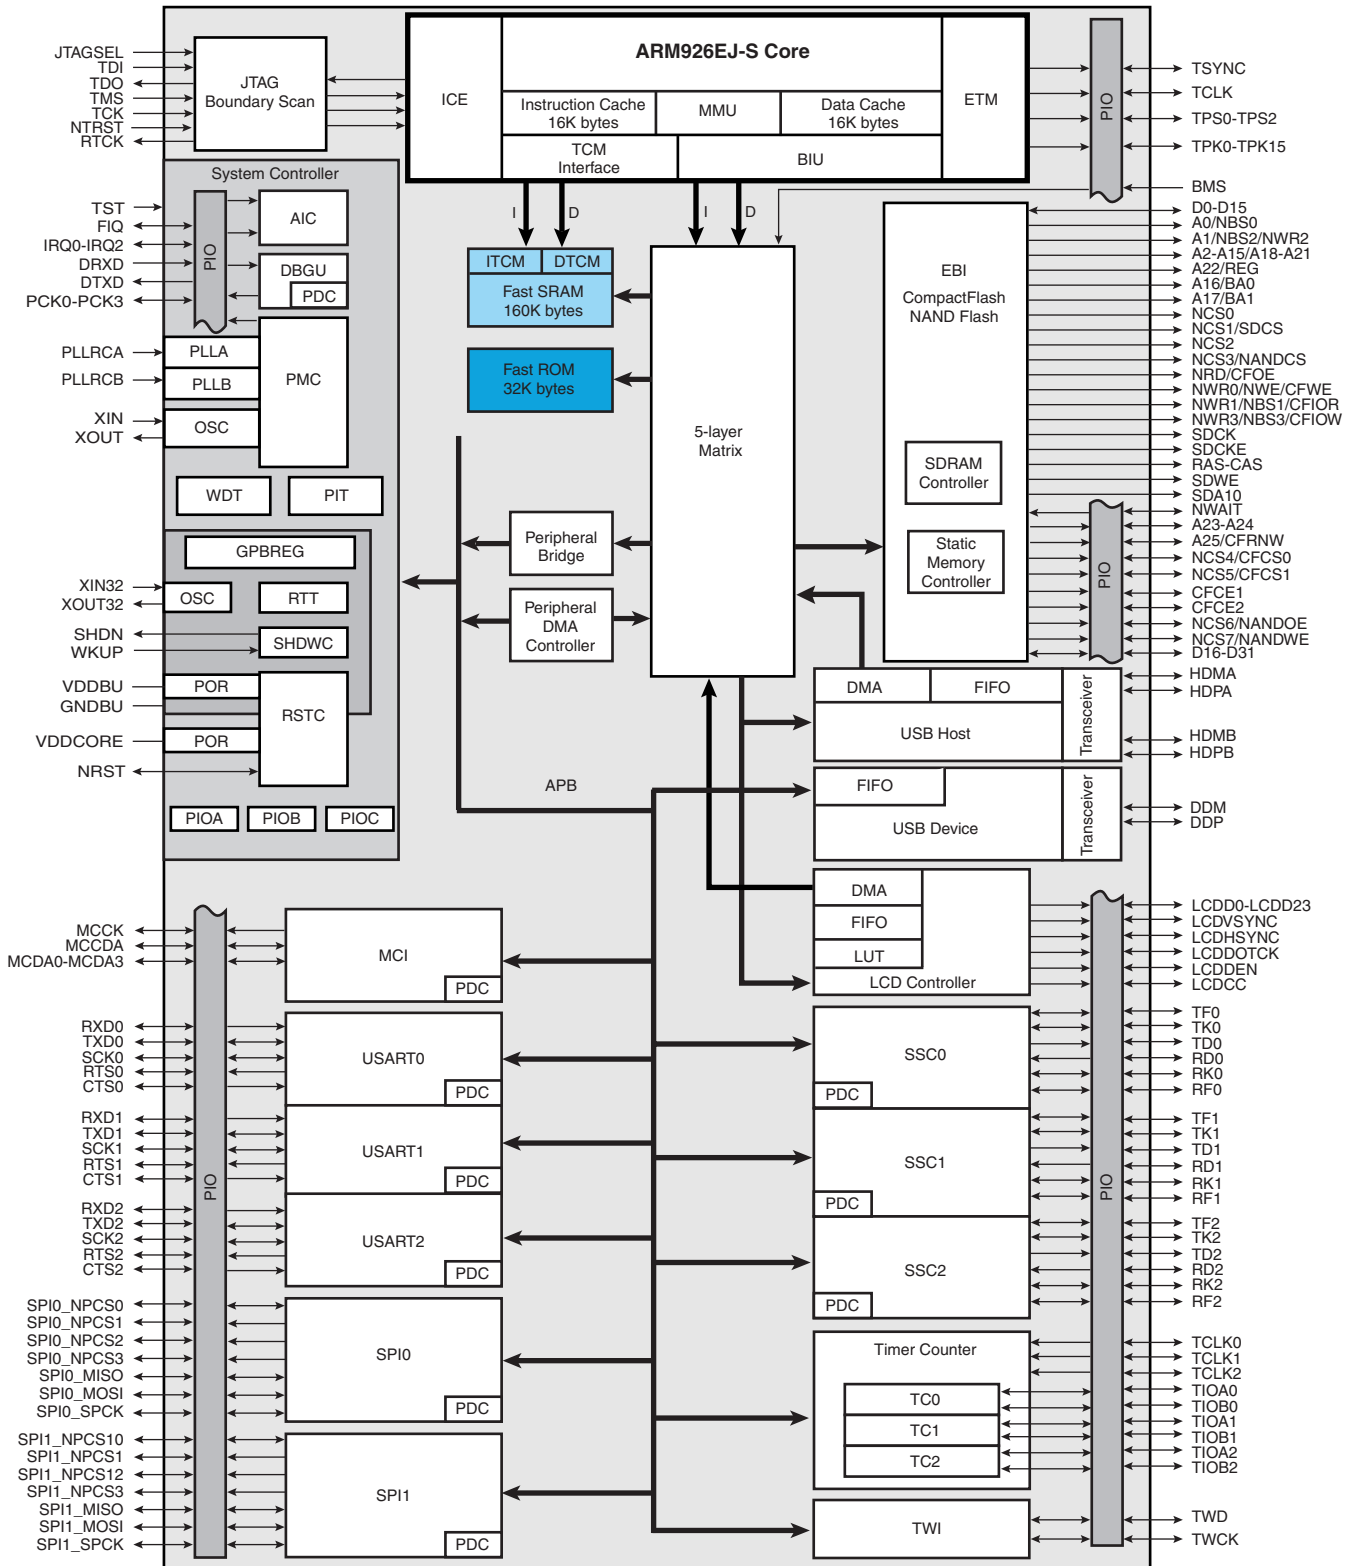 JTAGSEL
TDI
TDO
TMS
TCK
NTRST
RTCK
JTAG
Boundary Scan
ICE
ARM926EJ-S Core
Instruction Cache
16K bytes
MMU
Data Cache
16K bytes
TCM
Interface
BIU
ETM
PIO
TSYNC
TCLK
TPS0-TPS2
TPK0-TPK15
BMS
System Controller
TST
FIQ
IRQ0-IRQ2
DRXD
DTXD
PCK0-PCK3
PIO
AIC
DBGU
PDC
PLLRCA
PLLRCB
XIN
XOUT
PLLA
PLLB
OSC
PMC
WDT
PIT
GPBREG
XIN32
XOUT32
OSC
RTT
SHDN
WKUP
SHDWC
VDDBU
GNDBU
POR
RSTC
VDDCORE
POR
NRST
PIOA
PIOB
PIOC
I
D
I
D
ITCM
DTCM
Fast SRAM
160K bytes
Fast ROM
32K bytes
5-layer
Matrix
Peripheral
Bridge
Peripheral
DMA
Controller
APB
EBI
CompactFlash
NAND Flash
SDRAM
Controller
Static
Memory
Controller
PIO
D0-D15
A0/NBS0
A1/NBS2/NWR2
A2-A15/A18-A21
A22/REG
A16/BA0
A17/BA1
NCS0
NCS1/SDCS
NCS2
NCS3/NANDCS
NRD/CFOE
NWR0/NWE/CFWE
NWR1/NBS1/CFIOR
NWR3/NBS3/CFIOW
SDCK
SDCKE
RAS-CAS
SDWE
SDA10
NWAIT
A23-A24
A25/CFRNW
NCS4/CFCS0
NCS5/CFCS1
CFCE1
CFCE2
NCS6/NANDOE
NCS7/NANDWE
D16-D31
DMA
FIFO
USB Host
Transceiver
HDMA
HDPA
HDMB
HDPB
FIFO
USB Device
Transceiver
DDM
DDP
DMA
FIFO
LUT
LCD Controller
LCDD0-LCDD23
LCDVSYNC
LCDHSYNC
LCDDOTCK
LCDDEN
LCDCC
MCCK
MCCDA
MCDA0-MCDA3
MCI
PDC
RXD0
TXD0
SCK0
RTS0
CTS0
USART0
PDC
RXD1
TXD1
SCK1
RTS1
CTS1
PIO
USART1
PDC
RXD2
TXD2
SCK2
RTS2
CTS2
USART2
PDC
SPI0_NPCS0
SPI0_NPCS1
SPI0_NPCS2
SPI0_NPCS3
SPI0_MISO
SPI0_MOSI
SPI0_SPCK
SPI0
PDC
SPI1_NPCS10
SPI1_NPCS1
SPI1_NPCS12
SPI1_NPCS3
SPI1_MISO
SPI1_MOSI
SPI1_SPCK
SPI1
PDC
SSC0
PDC
TF0
TK0
TD0
RD0
RK0
RF0
SSC1
PDC
PIO
TF1
TK1
TD1
RD1
RK1
RF1
SSC2
PDC
TF2
TK2
TD2
RD2
RK2
RF2
Timer Counter
TC0
TC1
TC2
TCLK0
TCLK1
TCLK2
TIOA0
TIOB0
TIOA1
TIOB1
TIOA2
TIOB2
TWI
TWD
TWCK